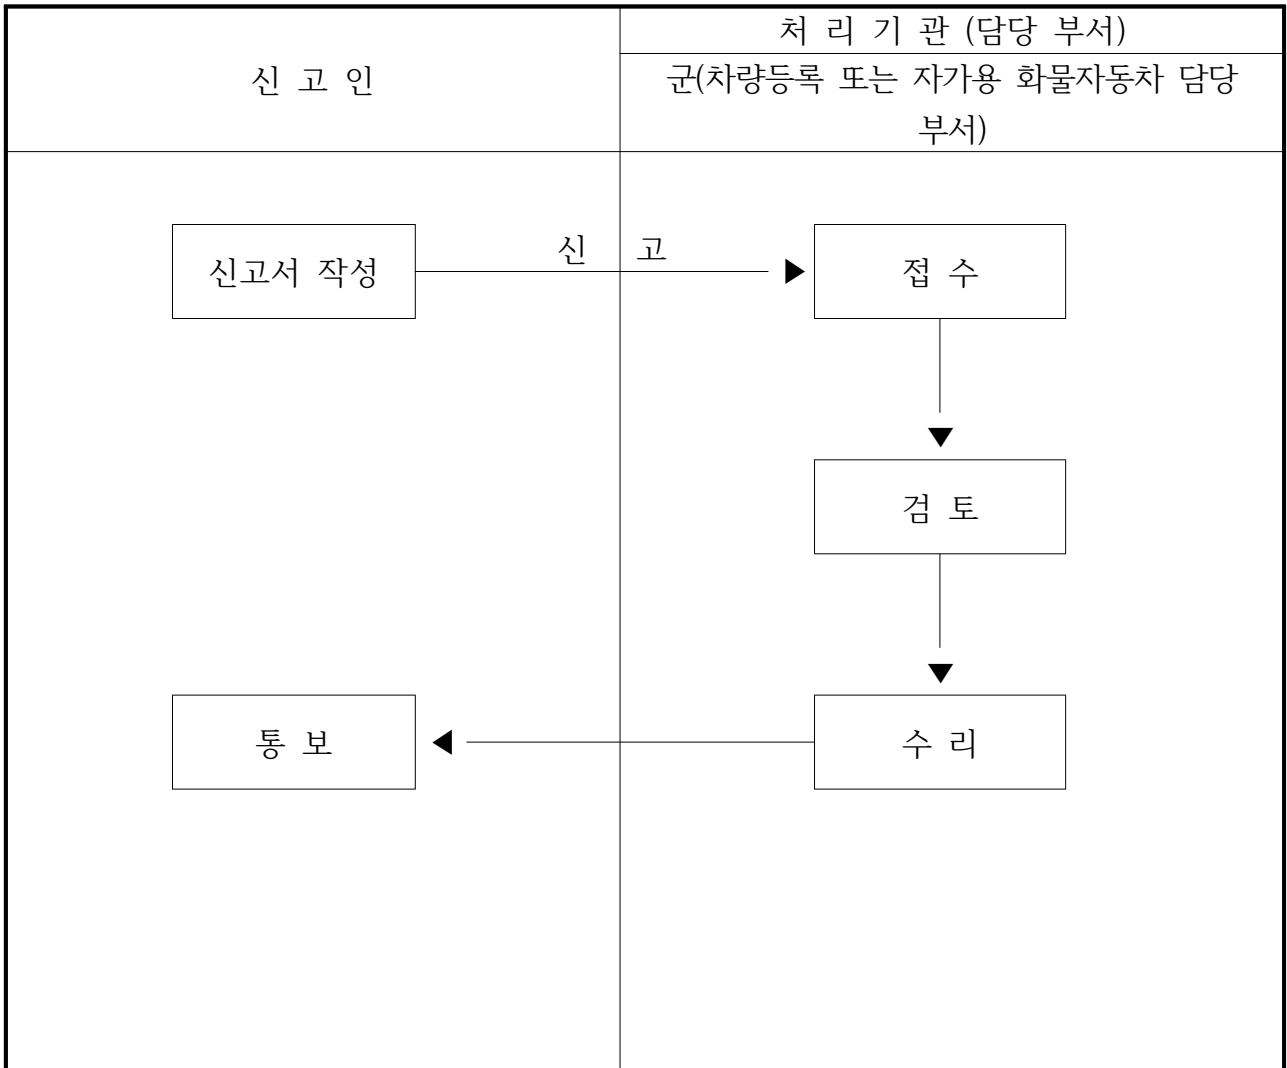 신 고 인
처 리 기 관 (담당 부서)
군(차량등록 또는 자가용 화물자동차 담당
부서)
신고서 작성
신 고
접 수
검 토
통 보
수 리